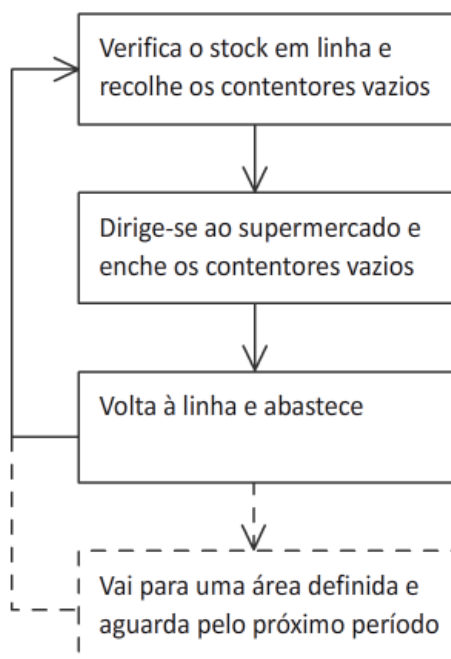 Verifica o stock em linha e
recolhe os contentores vazios
Dirige-se ao supermercado e
enche os contentores vazios
Volta à linha e abastece
Vai para uma área definida e
aguarda pelo próximo período